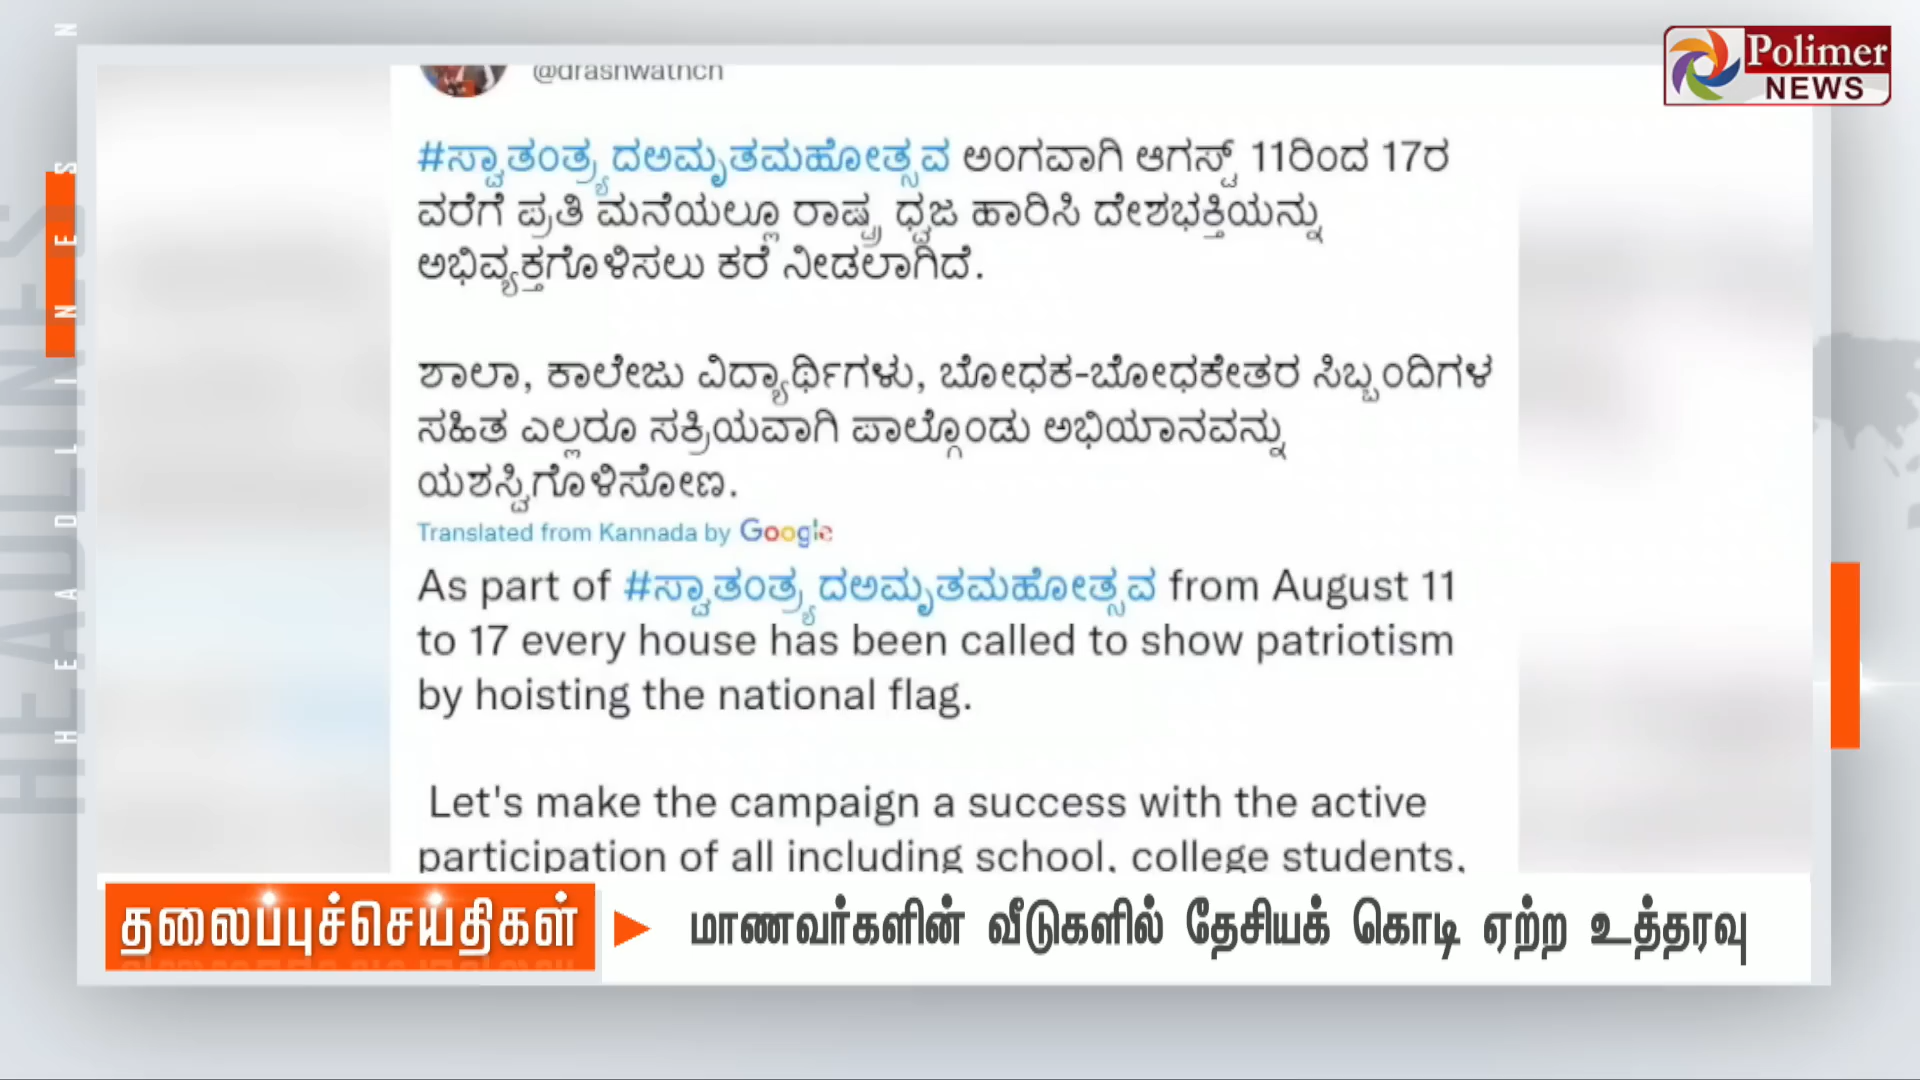 Polimer
NEWS
HEADLINES
@drashwathcn
#ಸ್ವಾತಂತ್ರ್ಯದಅಮೃತಮಹೋತ್ಸವ ಅಂಗವಾಗಿ ಆಗಸ್ಟ್ 11ರಿಂದ 17ರ
ವರೆಗೆ ಪ್ರತಿ ಮನೆಯಲ್ಲೂ ರಾಷ್ಟ್ರ ಧ್ವಜ ಹಾರಿಸಿ ದೇಶಭಕ್ತಿಯನ್ನು
ಅಭಿವ್ಯಕ್ತಗೊಳಿಸಲು ಕರೆ ನೀಡಲಾಗಿದೆ.
ಶಾಲಾ, ಕಾಲೇಜು ವಿದ್ಯಾರ್ಥಿಗಳು, ಬೋಧಕ-ಬೋಧಕೇತರ ಸಿಬ್ಬಂದಿಗಳ
ಸಹಿತ ಎಲ್ಲರೂ ಸಕ್ರಿಯವಾಗಿ ಪಾಲ್ಗೊಂಡು ಅಭಿಯಾನವನ್ನು
ಯಶಸ್ವಿಗೊಳಿಸೋಣ.
Translated from Kannada by Google
As part of #ಸ್ವಾತಂತ್ರ್ಯದಅಮೃತಮಹೋತ್ಸವ from August 11
to 17 every house has been called to show patriotism
by hoisting the national flag.
Let's make the campaign a success with the active
participation of all including school, college students,
தலைப்புச்செய்திகள்
மாணவர்களின் வீடுகளில் தேசியக் கொடி ஏற்ற உத்தரவு